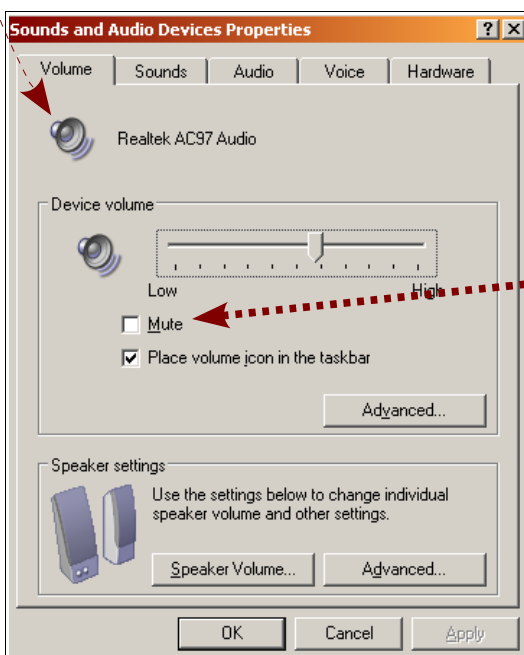 Sounds and Audio Devices Properties
Volume Sounds Audio Voice Hardware
Realtek AC97 Audio
Device volume
Low High
Mute
Place volume icon in the taskbar
Advanced...
Speaker settings
Use the settings below to change individual
speaker volume and other settings.
Speaker Volume... Advanced...
OK Cancel Apply